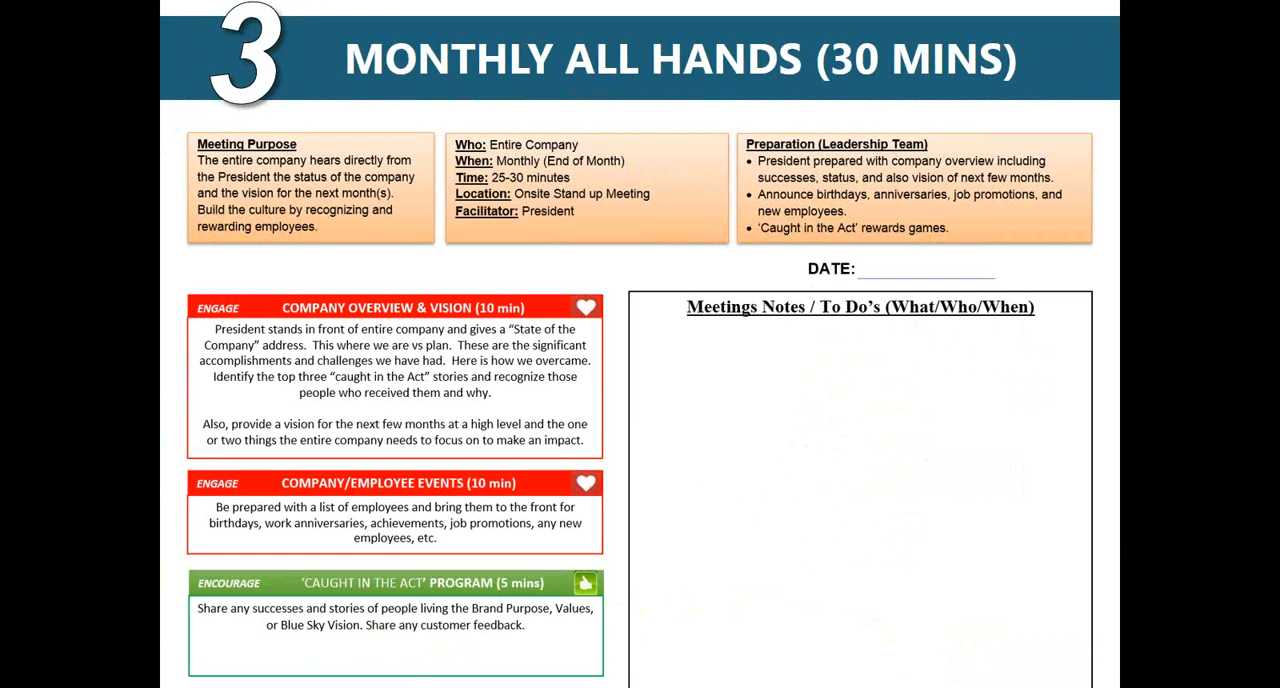 3
MONTHLY ALL HANDS (30 MINS)
Meeting Purpose
The entire company hears directly from
the President the status of the company
and the vision for the next month(s).
Build the culture by recognizing and
rewarding employees.
Who: Entire Company
When: Monthly (End of Month)
Time: 25-30 minutes
Location: Onsite Stand up Meeting
Facilitator: President
Preparation (Leadership Team)
• President prepared with company overview including
successes, status, and also vision of next few months.
• Announce birthdays, anniversaries, job promotions, and
new employees.
• ‘Caught in the Act’ rewards games.
DATE: ________________
ENGAGE COMPANY OVERVIEW & VISION (10 min)
President stands in front of entire company and gives a “State of the
Company” address.  This where we are vs plan.  These are the significant
accomplishments and challenges we have had.  Here is how we overcame.
Identify the top three “caught in the Act” stories and recognize those
people who received them and why.
Also, provide a vision for the next few months at a high level and the one
or two things the entire company needs to focus on to make an impact.
ENGAGE COMPANY/EMPLOYEE EVENTS (10 min)
Be prepared with a list of employees and bring them to the front for
birthdays, work anniversaries, achievements, job promotions, any new
employees, etc.
ENCOURAGE ‘CAUGHT IN THE ACT’ PROGRAM (5 mins)
Share any successes and stories of people living the Brand Purpose, Values,
or Blue Sky Vision. Share any customer feedback.
Meetings Notes / To Do’s (What/Who/When)